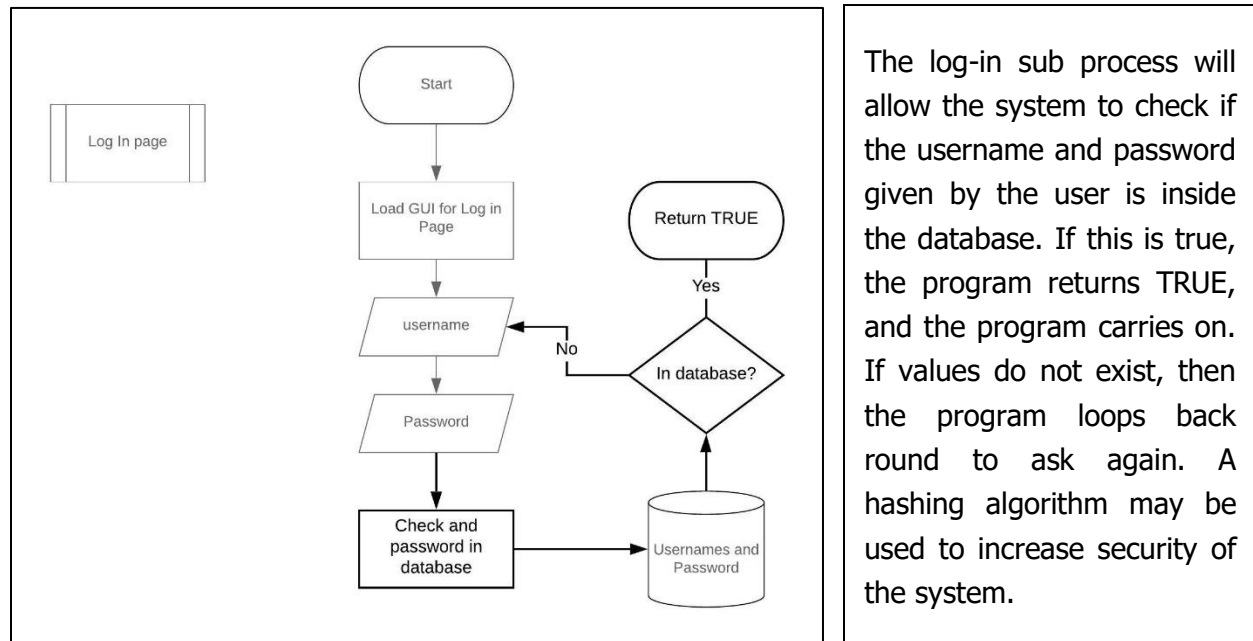 Log In page
Start
Load GUI for Log in
Page
username
Password
Check and
password in
database
Usernames and
Password
In database?
No
Yes
Return TRUE
The log-in sub process will
allow the system to check if
the username and password
given by the user is inside
the database. If this is true,
the program returns TRUE,
and the program carries on.
If values do not exist, then
the program loops back
round to ask again. A
hashing algorithm may be
used to increase security of
the system.